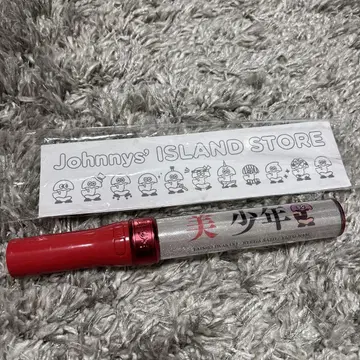 Johnnys' ISLAND STORE
美 少年